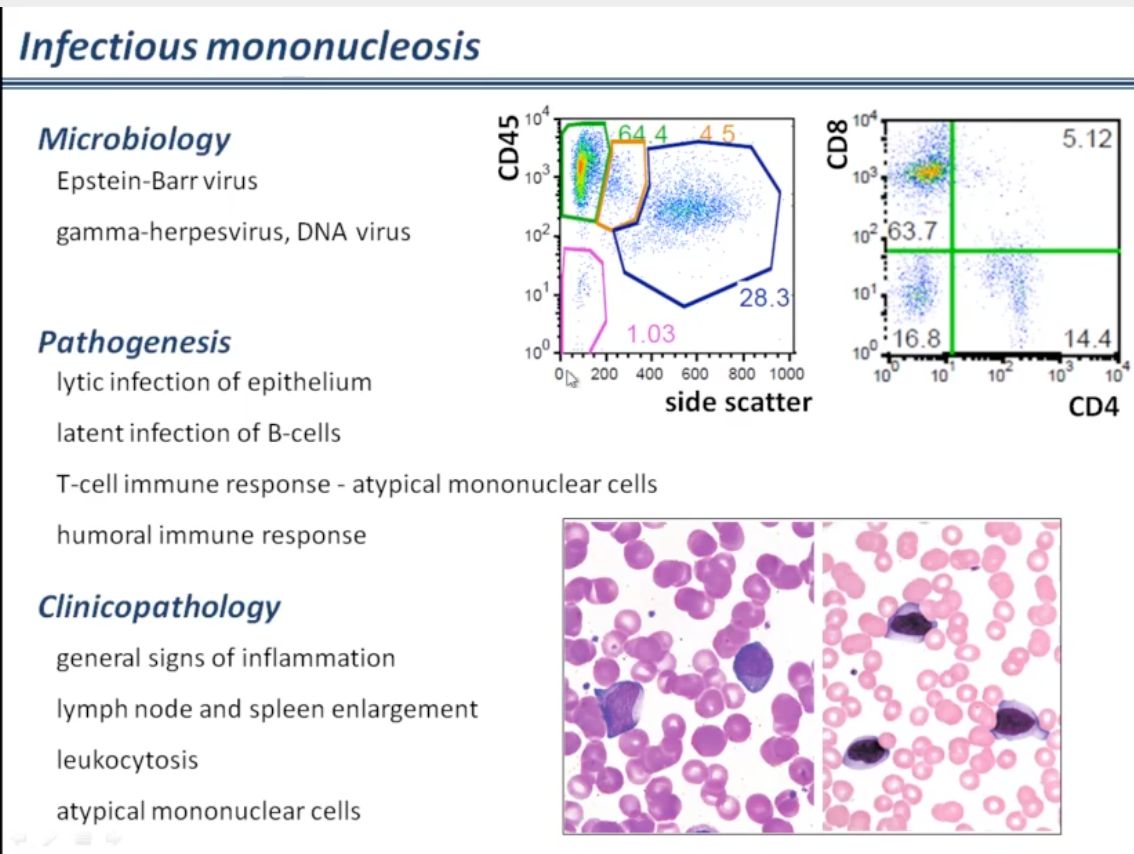 Infectious mononucleosis
Microbiology
Epstein-Barr virus
gamma-herpesvirus, DNA virus
Pathogenesis
lytic infection of epithelium
latent infection of B-cells
T-cell immune response - atypical mononuclear cells
humoral immune response
Clinicopathology
general signs of inflammation
lymph node and spleen enlargement
leukocytosis
atypical mononuclear cells
CD45
10^4
10^3
10^2
10^1
10^0
64.4
4.5
28.3
1.03
0 200 400 600 800 1000
side scatter
CD8
10^4
10^3
10^2
10^1
10^0
5.12
63.7
16.8
14.4
10^0 10^1 10^2 10^3 10^4
CD4